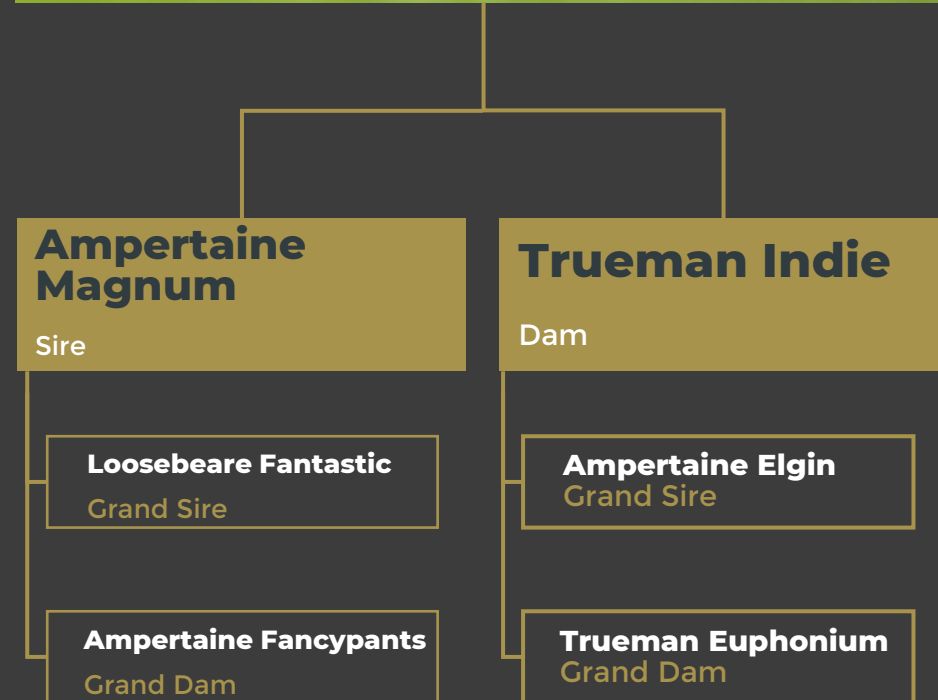 Ampertaine
Magnum
Sire
Loosebeare Fantastic
Grand Sire
Ampertaine Fancypants
Grand Dam
Trueman Indie
Dam
Ampertaine Elgin
Grand Sire
Trueman Euphonium
Grand Dam